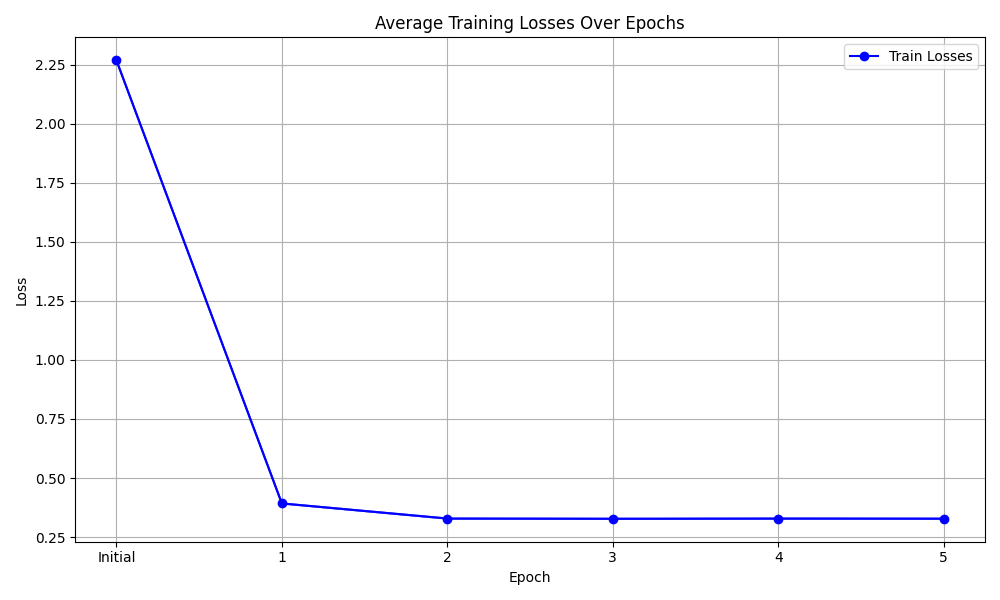 Average Training Losses Over Epochs
Train Losses
2.25
2.00
1.75
1.50
1.25
1.00
0.75
0.50
0.25
Loss
Initial 1 2 3 4 5
Epoch